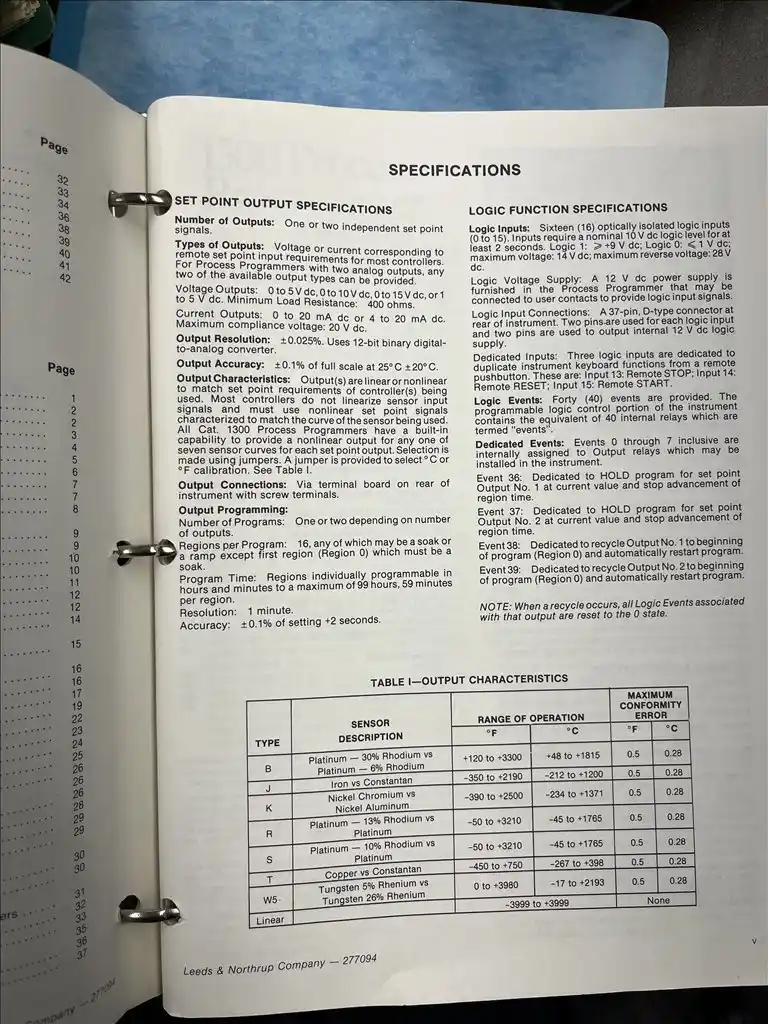 Page
32
33
34
36
38
39
40
41
42
Page
1
2
2
3
4
5
6
7
7
8
9
9
10
10
11
12
12
14
15
16
16
17
19
22
23
24
25
26
26
26
28
29
29
30
30
31
32
33
35
36
37
ers
Company — 277094
SPECIFICATIONS
SET POINT OUTPUT SPECIFICATIONS
Number of Outputs: One or two independent set point
signals.
Types of Outputs: Voltage or current corresponding to
remote set point input requirements for most controllers.
For Process Programmers with two analog outputs, any
two of the available output types can be provided.
Voltage Outputs: 0 to 5 V dc, 0 to 10 V dc, 0 to 15 V dc, or 1
to 5 V dc. Minimum Load Resistance: 400 ohms.
Current Outputs: 0 to 20 mA dc or 4 to 20 mA dc.
Maximum compliance voltage: 20 V dc.
Output Resolution: ±0.025%. Uses 12-bit binary digital-
to-analog converter.
Output Accuracy: ±0.1% of full scale at 25°C ±20°C.
Output Characteristics: Output(s) are linear or nonlinear
to match set point requirements of controller(s) being
used. Most controllers do not linearize sensor input
signals and must use nonlinear set point signals
characterized to match the curve of the sensor being used.
All Cat. 1300 Process Programmers have a built-in
capability to provide a nonlinear output for any one of
seven sensor curves for each set point output. Selection is
made using jumpers. A jumper is provided to select °C or
°F calibration. See Table I.
Output Connections: Via terminal board on rear of
instrument with screw terminals.
Output Programming:
Number of Programs: One or two depending on number
of outputs.
Regions per Program: 16, any of which may be a soak or
a ramp except first region (Region 0) which must be a
soak.
Program Time: Regions individually programmable in
hours and minutes to a maximum of 99 hours, 59 minutes
per region.
Resolution: 1 minute.
Accuracy: ±0.1% of setting +2 seconds.
LOGIC FUNCTION SPECIFICATIONS
Logic Inputs: Sixteen (16) optically isolated logic inputs
(0 to 15). Inputs require a nominal 10 V dc logic level for at
least 2 seconds. Logic 1: ⩾ +9 V dc; Logic 0: ⩽ 1 V dc;
maximum voltage: 14 V dc; maximum reverse voltage: 28 V
dc.
Logic Voltage Supply: A 12 V dc power supply is
furnished in the Process Programmer that may be
connected to user contacts to provide logic input signals.
Logic Input Connections: A 37-pin, D-type connector at
rear of instrument. Two pins are used for each logic input
and two pins are used to output internal 12 V dc logic
supply.
Dedicated Inputs: Three logic inputs are dedicated to
duplicate instrument keyboard functions from a remote
pushbutton. These are: Input 13: Remote STOP; Input 14:
Remote RESET; Input 15: Remote START.
Logic Events: Forty (40) events are provided. The
programmable logic control portion of the instrument
contains the equivalent of 40 internal relays which are
termed "events".
Dedicated Events: Events 0 through 7 inclusive are
internally assigned to Output relays which may be
installed in the instrument.
Event 36: Dedicated to HOLD program for set point
Output No. 1 at current value and stop advancement of
region time.
Event 37: Dedicated to HOLD program for set point
Output No. 2 at current value and stop advancement of
region time.
Event 38: Dedicated to recycle Output No. 1 to beginning
of program (Region 0) and automatically restart program.
Event 39: Dedicated to recycle Output No. 2 to beginning
of program (Region 0) and automatically restart program.
NOTE: When a recycle occurs, all Logic Events associated
with that output are reset to the 0 state.
TABLE I—OUTPUT CHARACTERISTICS
TYPE SENSOR DESCRIPTION RANGE OF OPERATION MAXIMUM CONFORMITY ERROR
°F °C °F °C
B Platinum — 30% Rhodium vs Platinum — 6% Rhodium +120 to +3300 +48 to +1815 0.5 0.28
J Iron vs Constantan -350 to +2190 -212 to +1200 0.5 0.28
K Nickel Chromium vs Nickel Aluminum -390 to +2500 -234 to +1371 0.5 0.28
R Platinum — 13% Rhodium vs Platinum -50 to +3210 -45 to +1765 0.5 0.28
S Platinum — 10% Rhodium vs Platinum -50 to +3210 -45 to +1765 0.5 0.28
T Copper vs Constantan -450 to +750 -267 to +398 0.5 0.28
W5 Tungsten 5% Rhenium vs Tungsten 26% Rhenium 0 to +3980 -17 to +2193 0.5 0.28
Linear -3999 to +3999 None
Leeds & Northrup Company — 277094
v